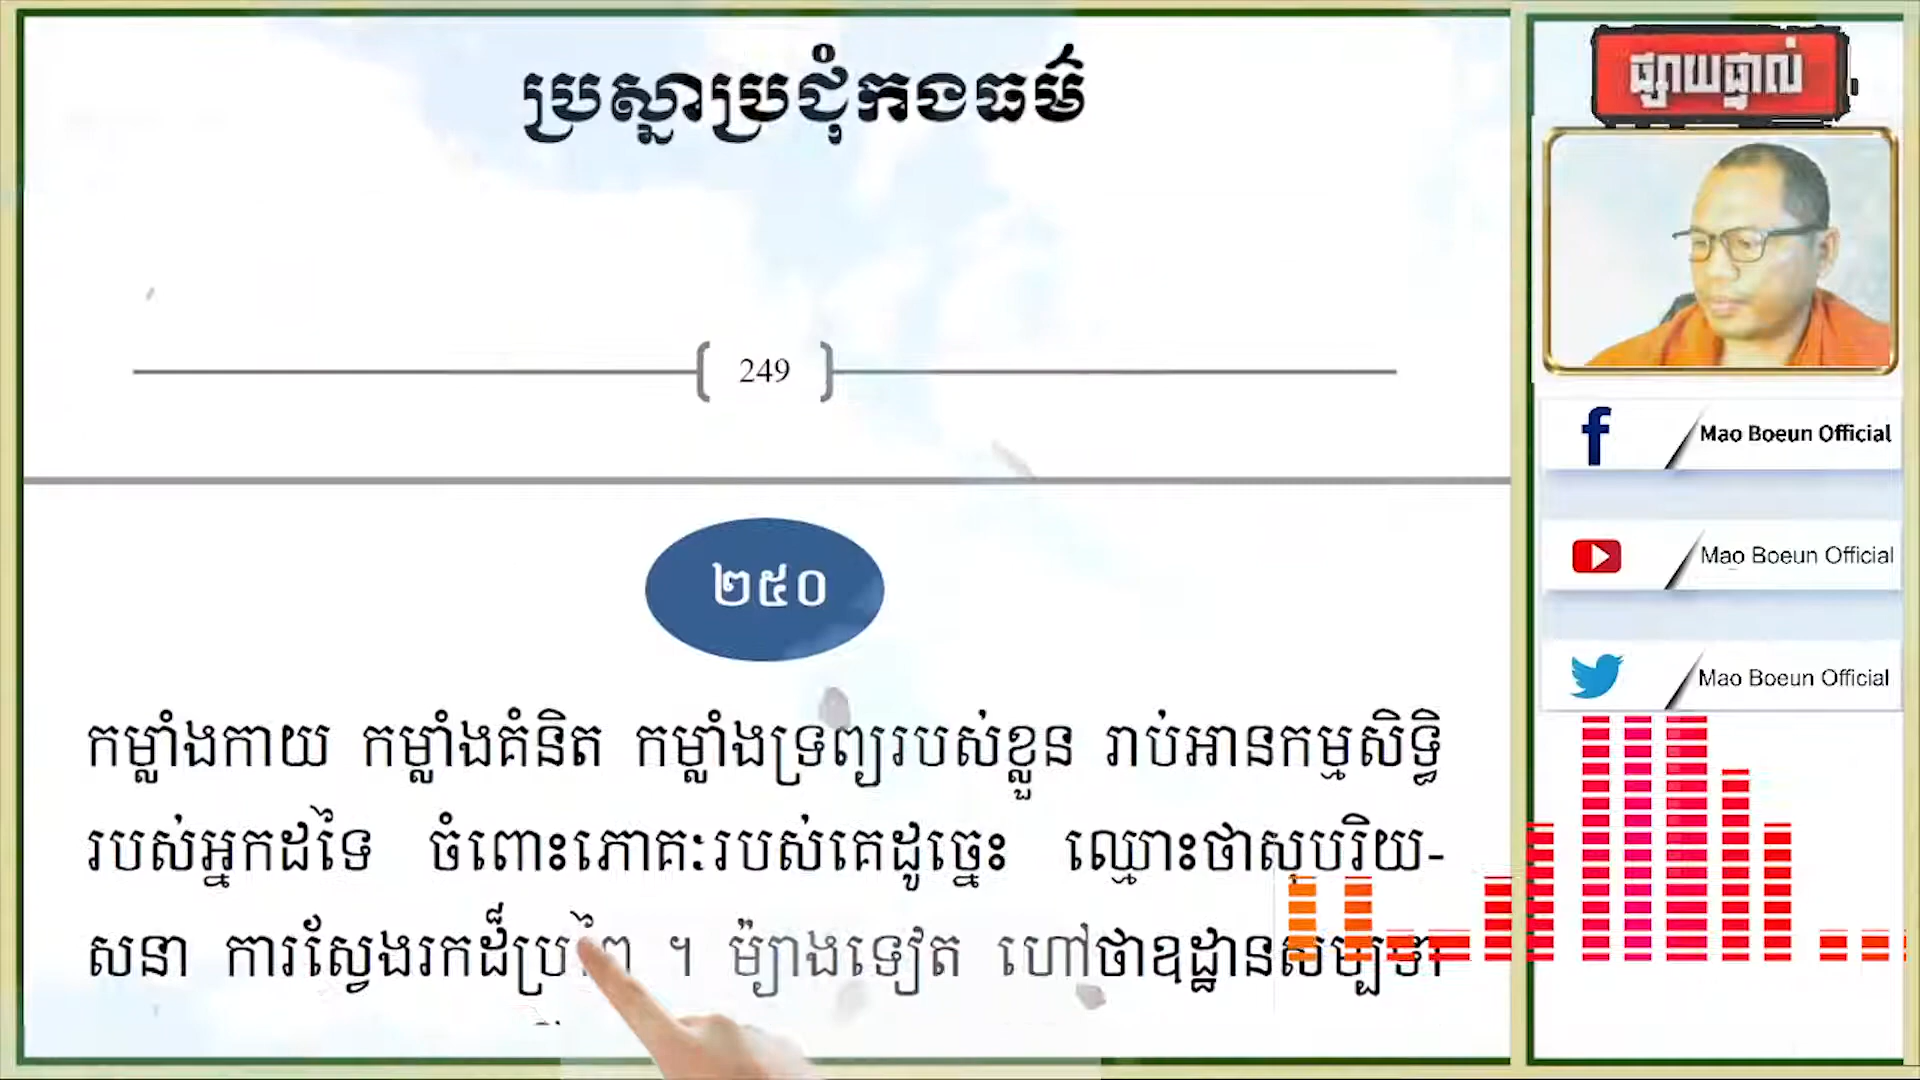 ប្រស្នាប្រជុំកងធម៌
249
២៥០
កម្លាំងកាយ កម្លាំងគំនិត កម្លាំងទ្រព្យរបស់ខ្លួន រាប់អានកម្មសិទ្ធិ
របស់អ្នកដទៃ ចំពោះភោគៈរបស់គេដូច្នេះ ឈ្មោះថាសុបរិយ-
សនា ការស្វែងរកដ៏ប្រពៃ ។ ម៉្យាងទៀត ហៅថាឧដ្ឋានសម្បទា
ផ្សាយផ្ទាល់
Mao Boeun Official
Mao Boeun Official
Mao Boeun Official